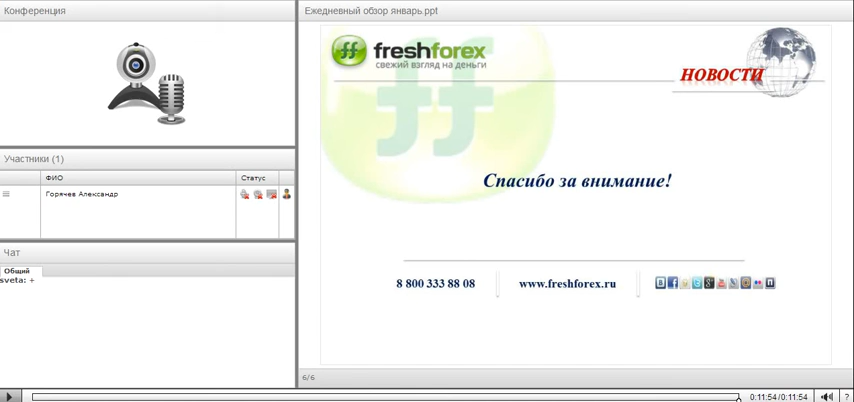 Конференция
Участники (1)
ФИО
Статус
Горячев Александр
Чат
Общий
sveta: +
Ежедневный обзор январь.ppt
ff freshforex
свежий взгляд на деньги
НОВОСТИ
ff
Спасибо за внимание!
8 800 333 88 08
www.freshforex.ru
6/6
0:11:54/0:11:54
?